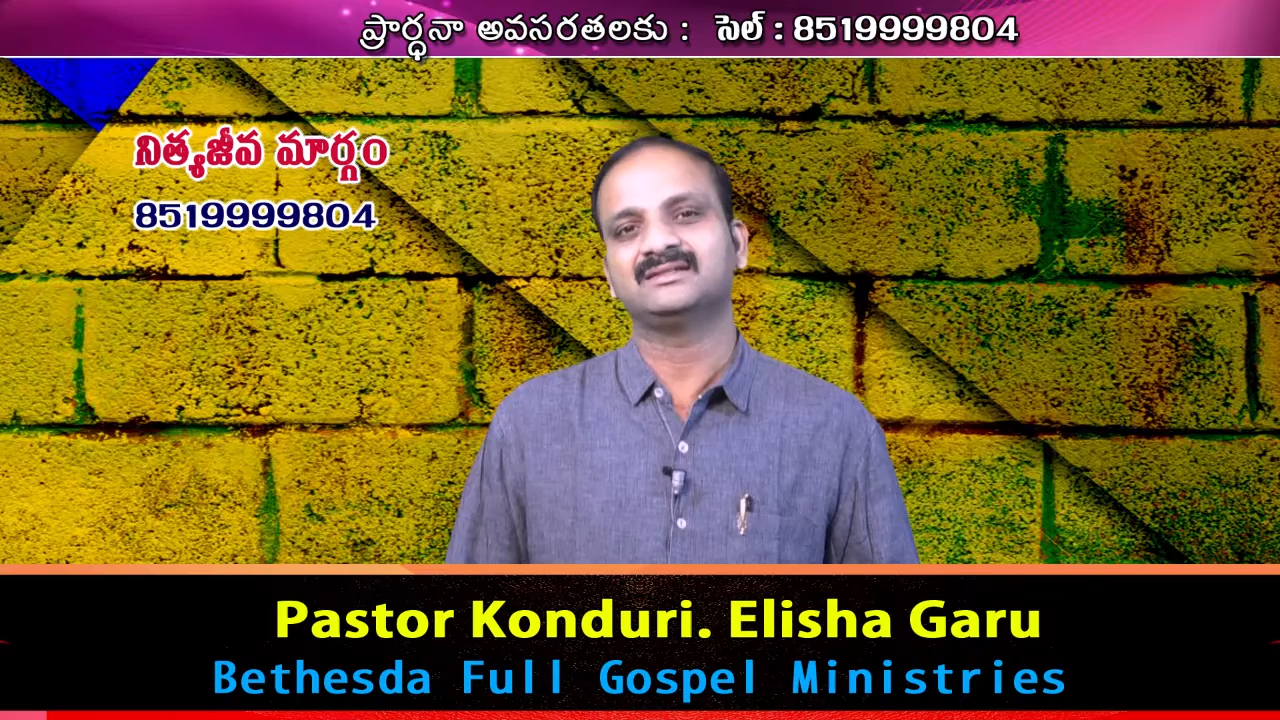 ప్రార్ధనా అవసరతలకు : సెల్ : 8519999804
నిత్యజీవ మార్గం
8519999804
Pastor Konduri. Elisha Garu
Bethesda Full Gospel Ministries